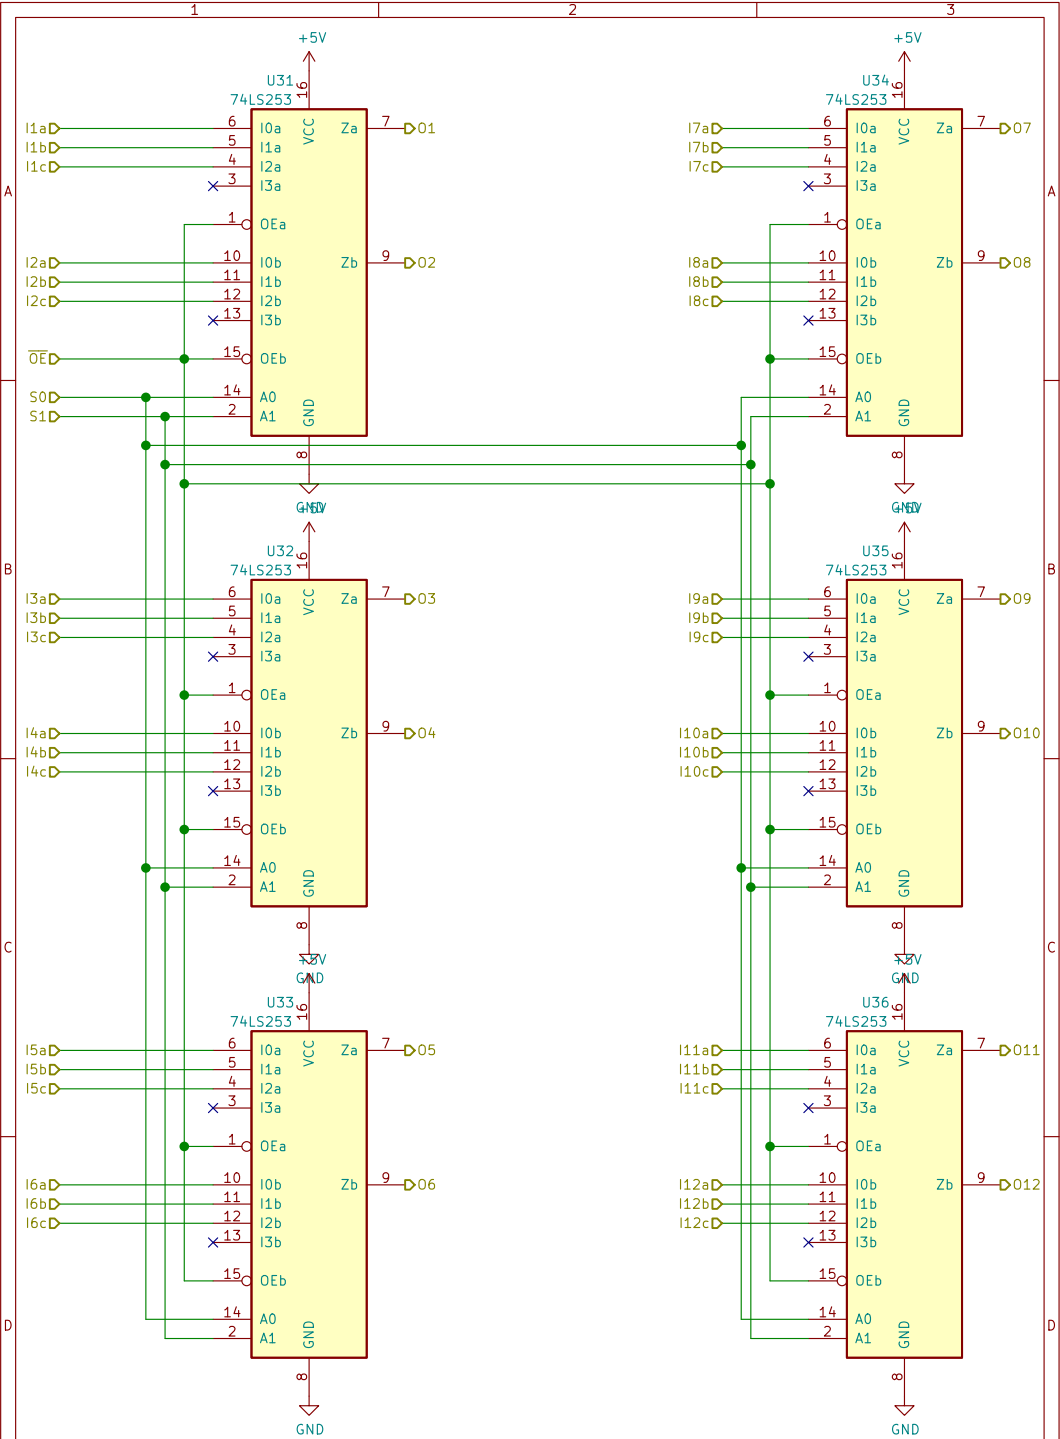 1 2 3
+5V +5V
U31 16 U34 16
74LS253 74LS253
I1a 6 I0a VCC Za 7 O1 I7a 6 I0a VCC Za 7 O7
I1b 5 I1a I7b 5 I1a
I1c 4 I2a I7c 4 I2a
A 3 I3a 3 I3a A
1 OEa 1 OEa
I2a 10 I0b Zb 9 O2 I8a 10 I0b Zb 9 O8
I2b 11 I1b I8b 11 I1b
I2c 12 I2b I8c 12 I2b
13 I3b 13 I3b
OE 15 OEb 15 OEb
S0 14 A0 14 A0
S1 2 A1 GND 2 A1 GND
8 8
GND GND
+5V +5V
U32 16 U35 16
B 74LS253 74LS253 B
I3a 6 I0a VCC Za 7 O3 I9a 6 I0a VCC Za 7 O9
I3b 5 I1a I9b 5 I1a
I3c 4 I2a I9c 4 I2a
3 I3a 3 I3a
1 OEa 1 OEa
I4a 10 I0b Zb 9 O4 I10a 10 I0b Zb 9 O10
I4b 11 I1b I10b 11 I1b
I4c 12 I2b I10c 12 I2b
13 I3b 13 I3b
15 OEb 15 OEb
14 A0 14 A0
2 A1 GND 2 A1 GND
8 8
C C
+5V +5V
GND GND
U33 16 U36 16
74LS253 74LS253
I5a 6 I0a VCC Za 7 O5 I11a 6 I0a VCC Za 7 O11
I5b 5 I1a I11b 5 I1a
I5c 4 I2a I11c 4 I2a
3 I3a 3 I3a
1 OEa 1 OEa
I6a 10 I0b Zb 9 O6 I12a 10 I0b Zb 9 O12
I6b 11 I1b I12b 11 I1b
I6c 12 I2b I12c 12 I2b
13 I3b 13 I3b
15 OEb 15 OEb
14 A0 14 A0
D D
2 A1 GND 2 A1 GND
8 8
GND GND